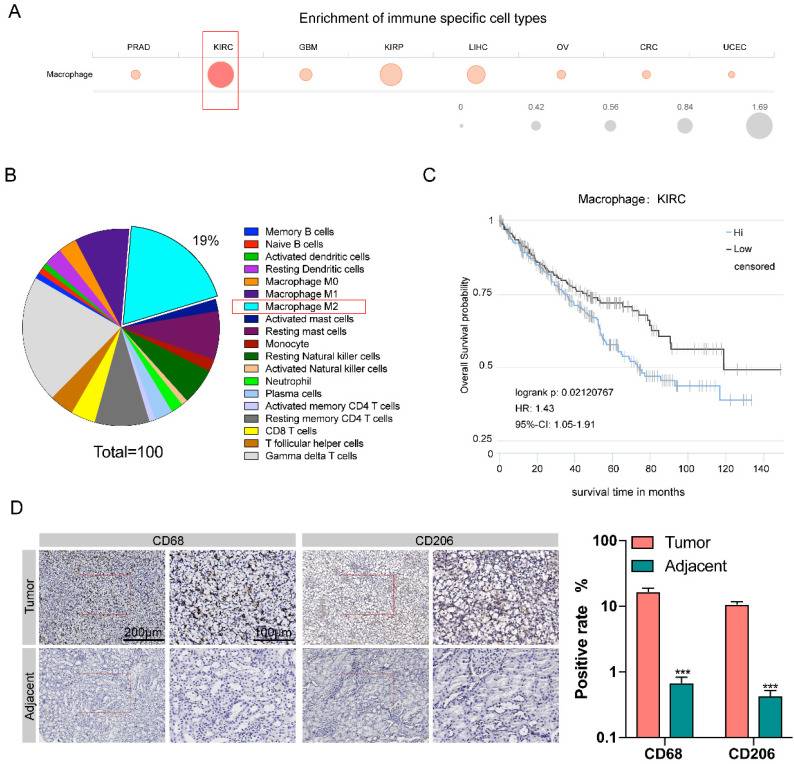 A
Enrichment of immune specific cell types
PRAD KIRC GBM KIRP LIHC OV CRC UCEC
Macrophage
0 0.42 0.56 0.84 1.69
B
19%
Memory B cells
Naive B cells
Activated dendritic cells
Resting Dendritic cells
Macrophage M0
Macrophage M1
Macrophage M2
Activated mast cells
Resting mast cells
Monocyte
Resting Natural killer cells
Activated Natural killer cells
Neutrophil
Plasma cells
Activated memory CD4 T cells
Resting memory CD4 T cells
CD8 T cells
T follicular helper cells
Gamma delta T cells
Total=100
C
Macrophage: KIRC
Overall Survival probability
1
0.75
0.5
0.25
0
Hi
Low
censored
logrank p: 0.02120767
HR: 1.43
95%-CI: 1.05-1.91
0 20 40 60 80 100 120 140
survival time in months
D
CD68 CD206
Tumor
200μm 100μm
Adjacent
Positive rate %
100
10
1
0.1
Tumor
Adjacent
*** ***
CD68 CD206